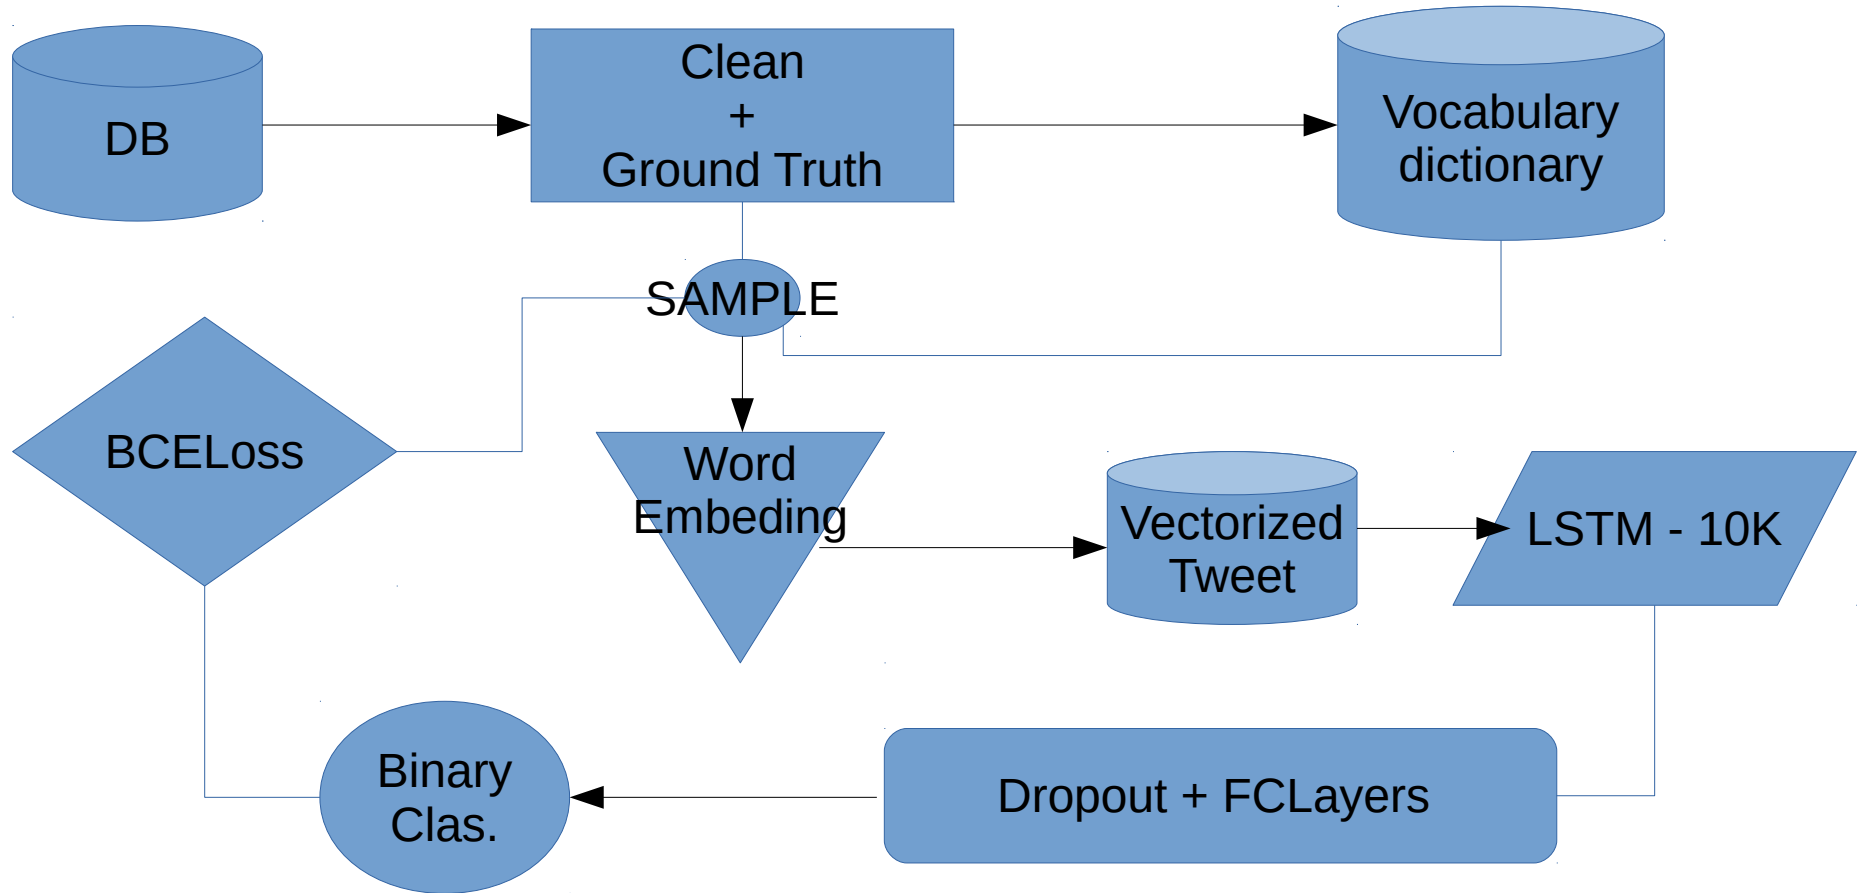 DB
Clean
+
Ground Truth
Vocabulary
dictionary
SAMPLE
BCELoss
Word
Embeding
Vectorized
Tweet
LSTM - 10K
Binary
Clas.
Dropout + FCLayers